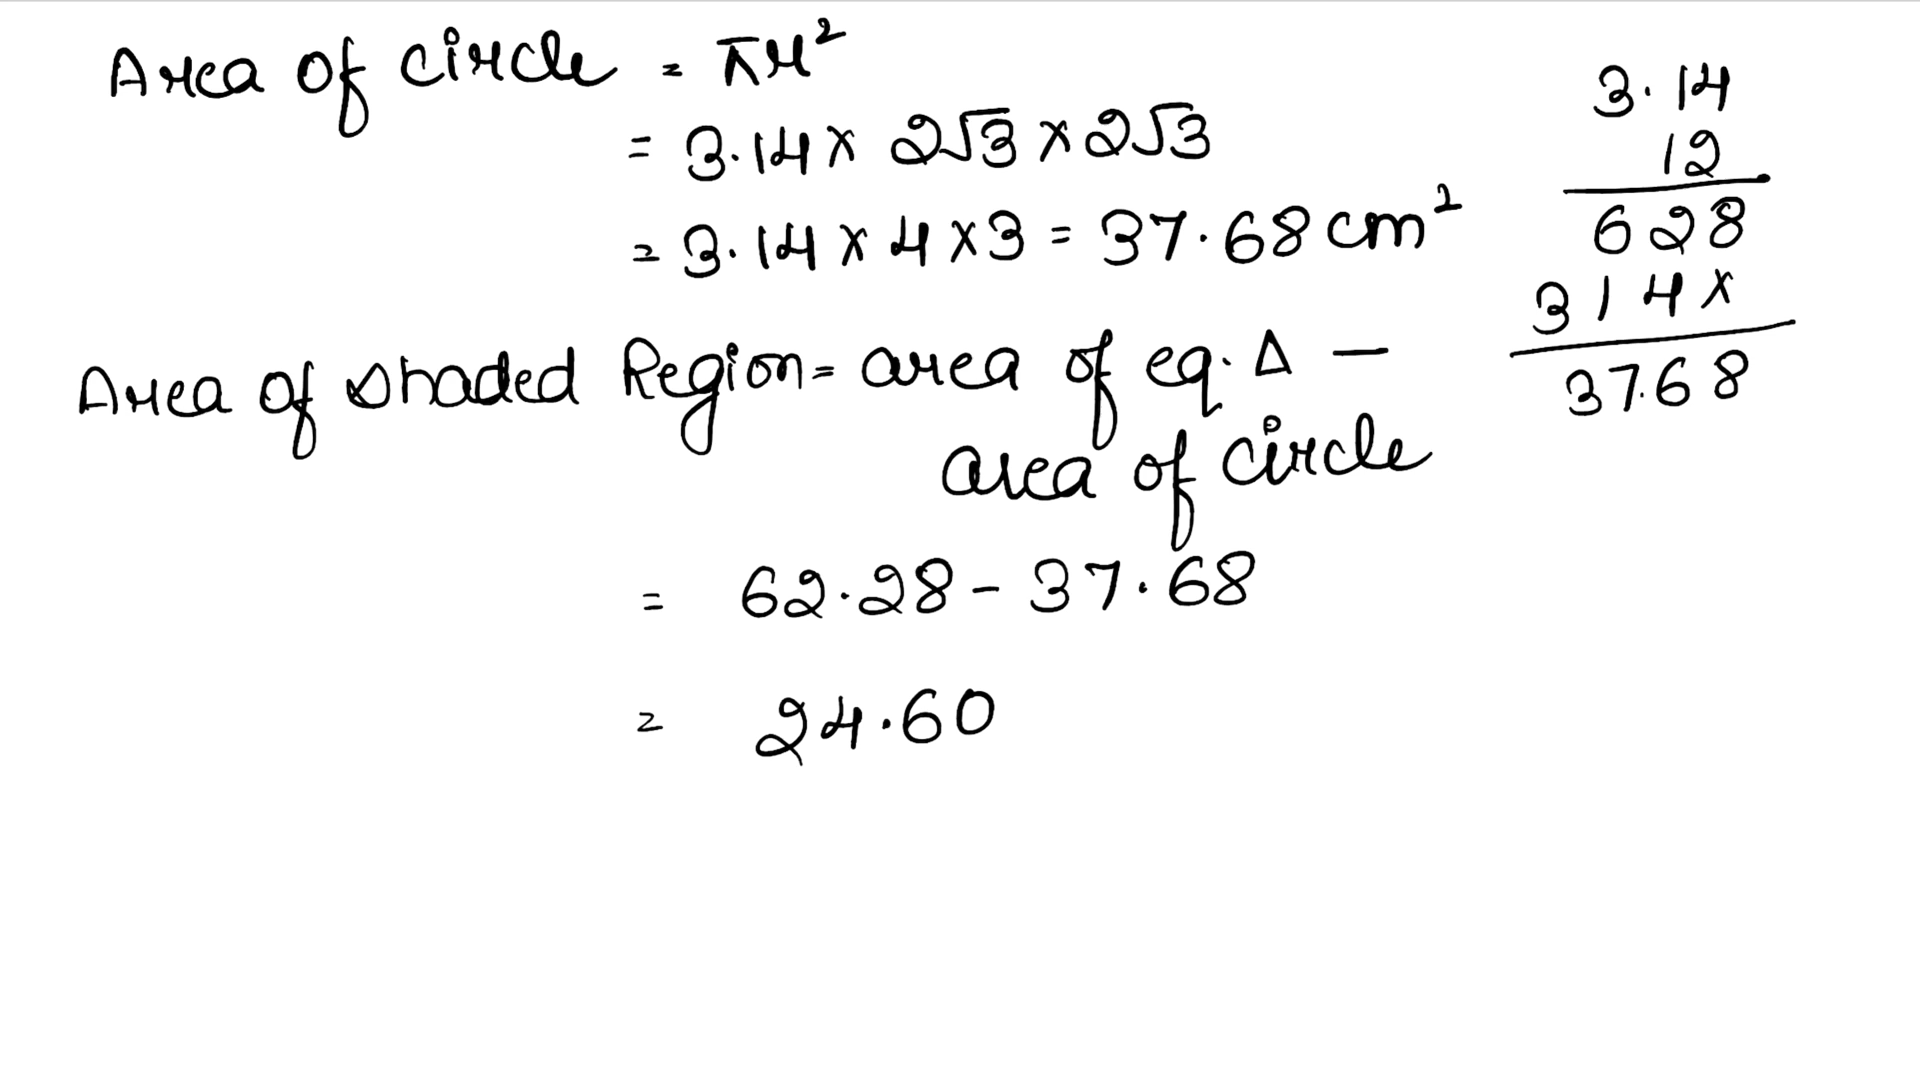 Area of circle = πr²
= 3.14 × 2√3 × 2√3
= 3.14 × 4 × 3 = 37.68 cm²
Area of shaded Region = area of eq. Δ –
area of circle
= 62.28 – 37.68
= 24.60
3.14
12
628
314×
37.68